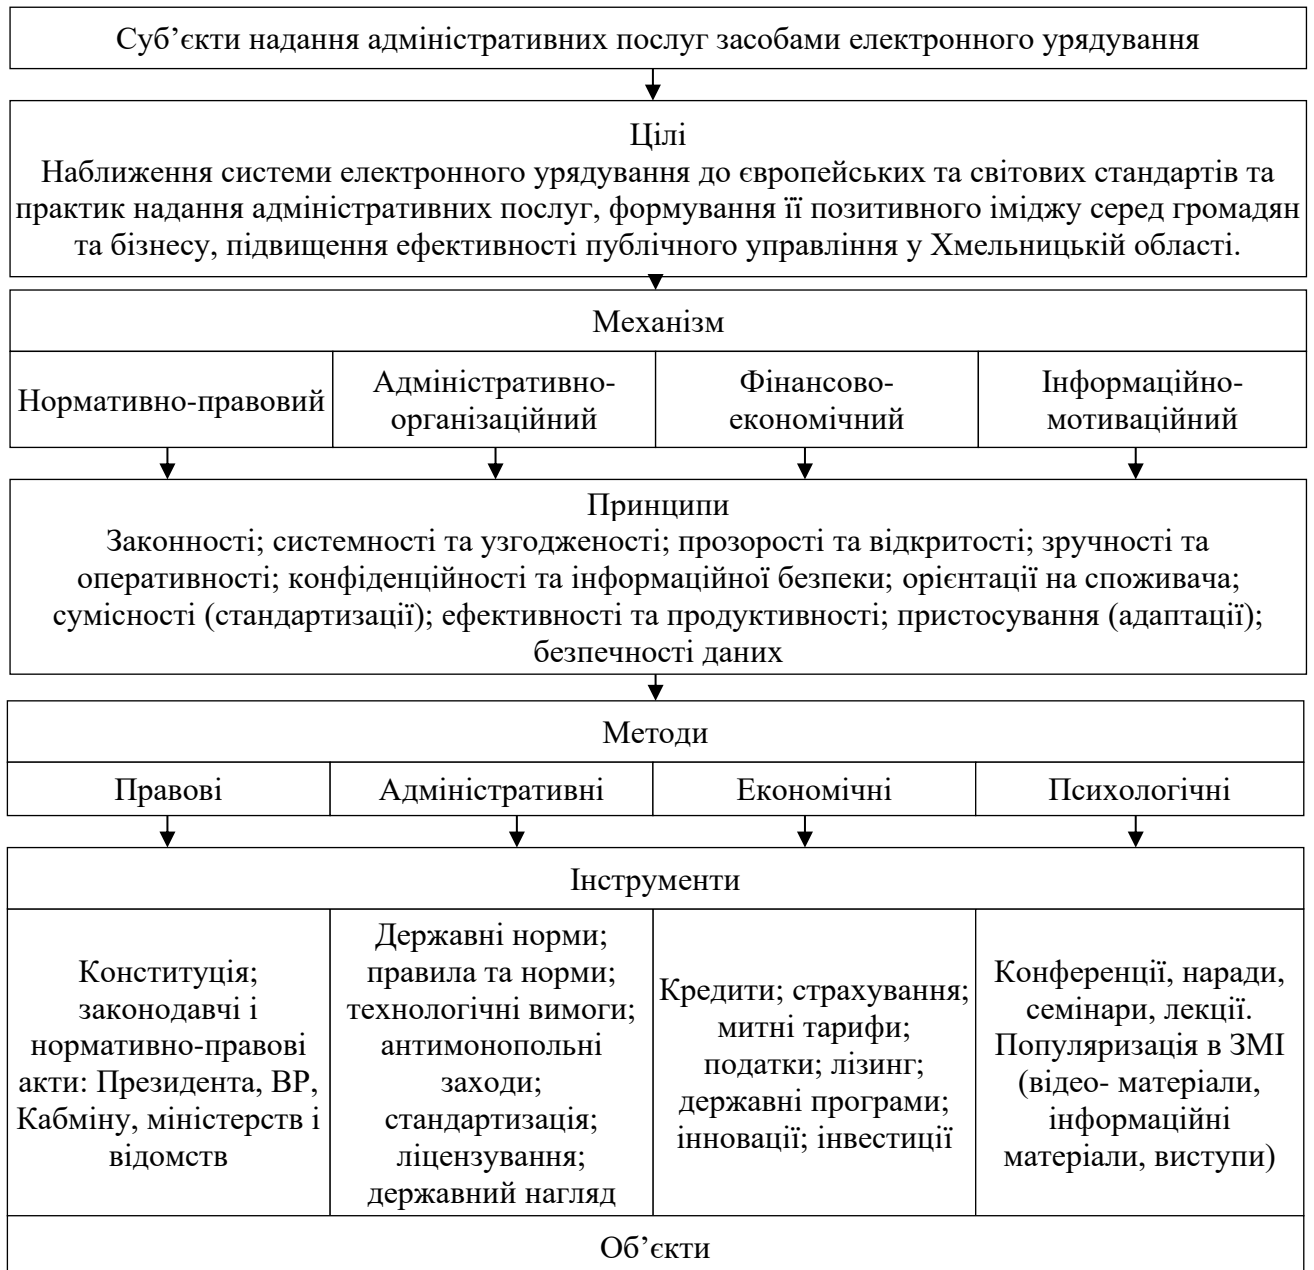 Суб’єкти надання адміністративних послуг засобами електронного урядування
Цілі
Наближення системи електронного урядування до європейських та світових стандартів та
практик надання адміністративних послуг, формування її позитивного іміджу серед громадян
та бізнесу, підвищення ефективності публічного управління у Хмельницькій області.
Механізм
Нормативно-правовий
Адміністративно-
організаційний
Фінансово-
економічний
Інформаційно-
мотиваційний
Принципи
Законності; системності та узгодженості; прозорості та відкритості; зручності та
оперативності; конфіденційності та інформаційної безпеки; орієнтації на споживача;
сумісності (стандартизації); ефективності та продуктивності; пристосування (адаптації);
безпечності даних
Методи
Правові
Адміністративні
Економічні
Психологічні
Інструменти
Конституція;
законодавчі і
нормативно-правові
акти: Президента, ВР,
Кабміну, міністерств і
відомств
Державні норми;
правила та норми;
технологічні вимоги;
антимонопольні
заходи;
стандартизація;
ліцензування;
державний нагляд
Кредити; страхування;
митні тарифи;
податки; лізинг;
державні програми;
інновації; інвестиції
Конференції, наради,
семінари, лекції.
Популяризація в ЗМІ
(відео- матеріали,
інформаційні
матеріали, виступи)
Об’єкти